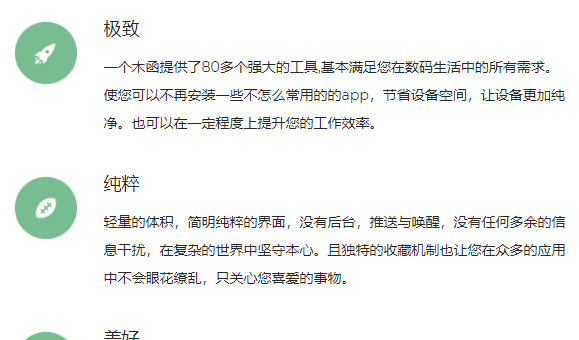 极致
一个木函提供了80多个强大的工具,基本满足您在数码生活中的所有需求。
使您可以不再安装一些不怎么常用的的app，节省设备空间，让设备更加纯
净。也可以在一定程度上提升您的工作效率。
纯粹
轻量的体积，简明纯粹的界面，没有后台，推送与唤醒，没有任何多余的信
息干扰，在复杂的世界中坚守本心。且独特的收藏机制也让您在众多的应用
中不会眼花缭乱，只关心您喜爱的事物。
美好